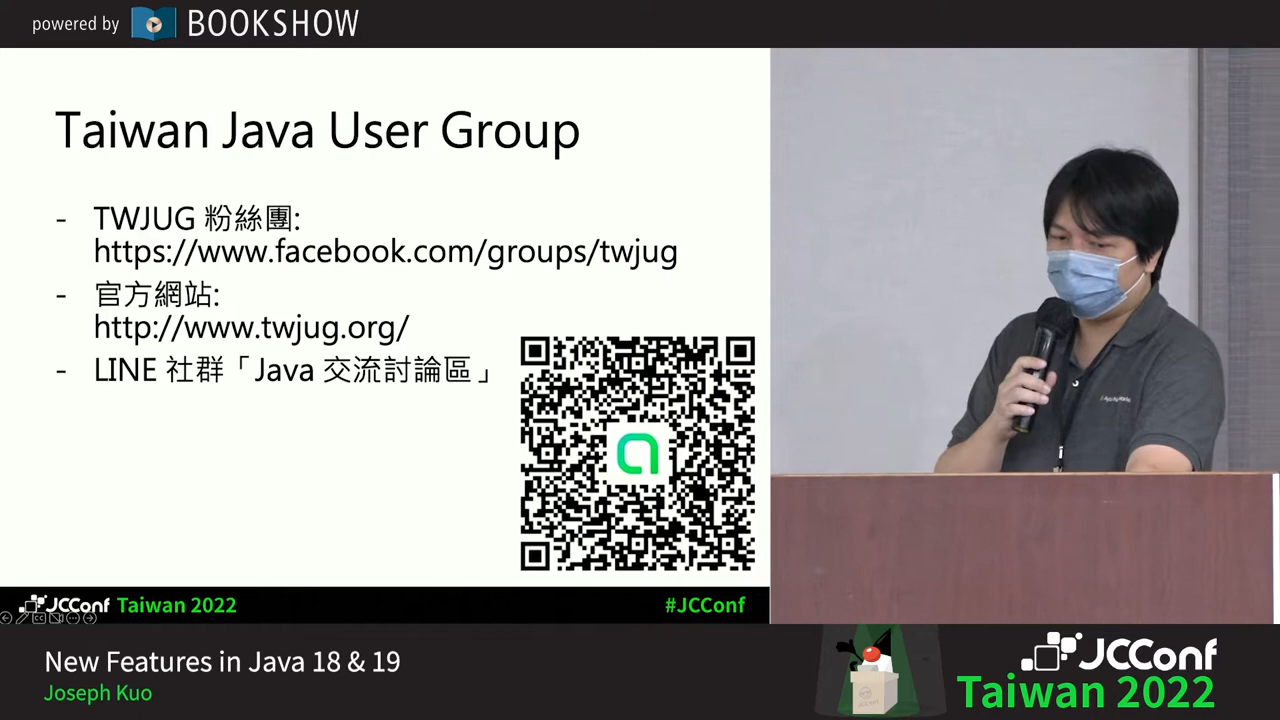 powered by BOOKSHOW
Taiwan Java User Group
- TWJUG 粉絲團:
https://www.facebook.com/groups/twjug
- 官方網站:
http://www.twjug.org/
- LINE 社群「Java 交流討論區」
JCConf Taiwan 2022
#JCConf
New Features in Java 18 & 19
Joseph Kuo
JCConf
Taiwan 2022